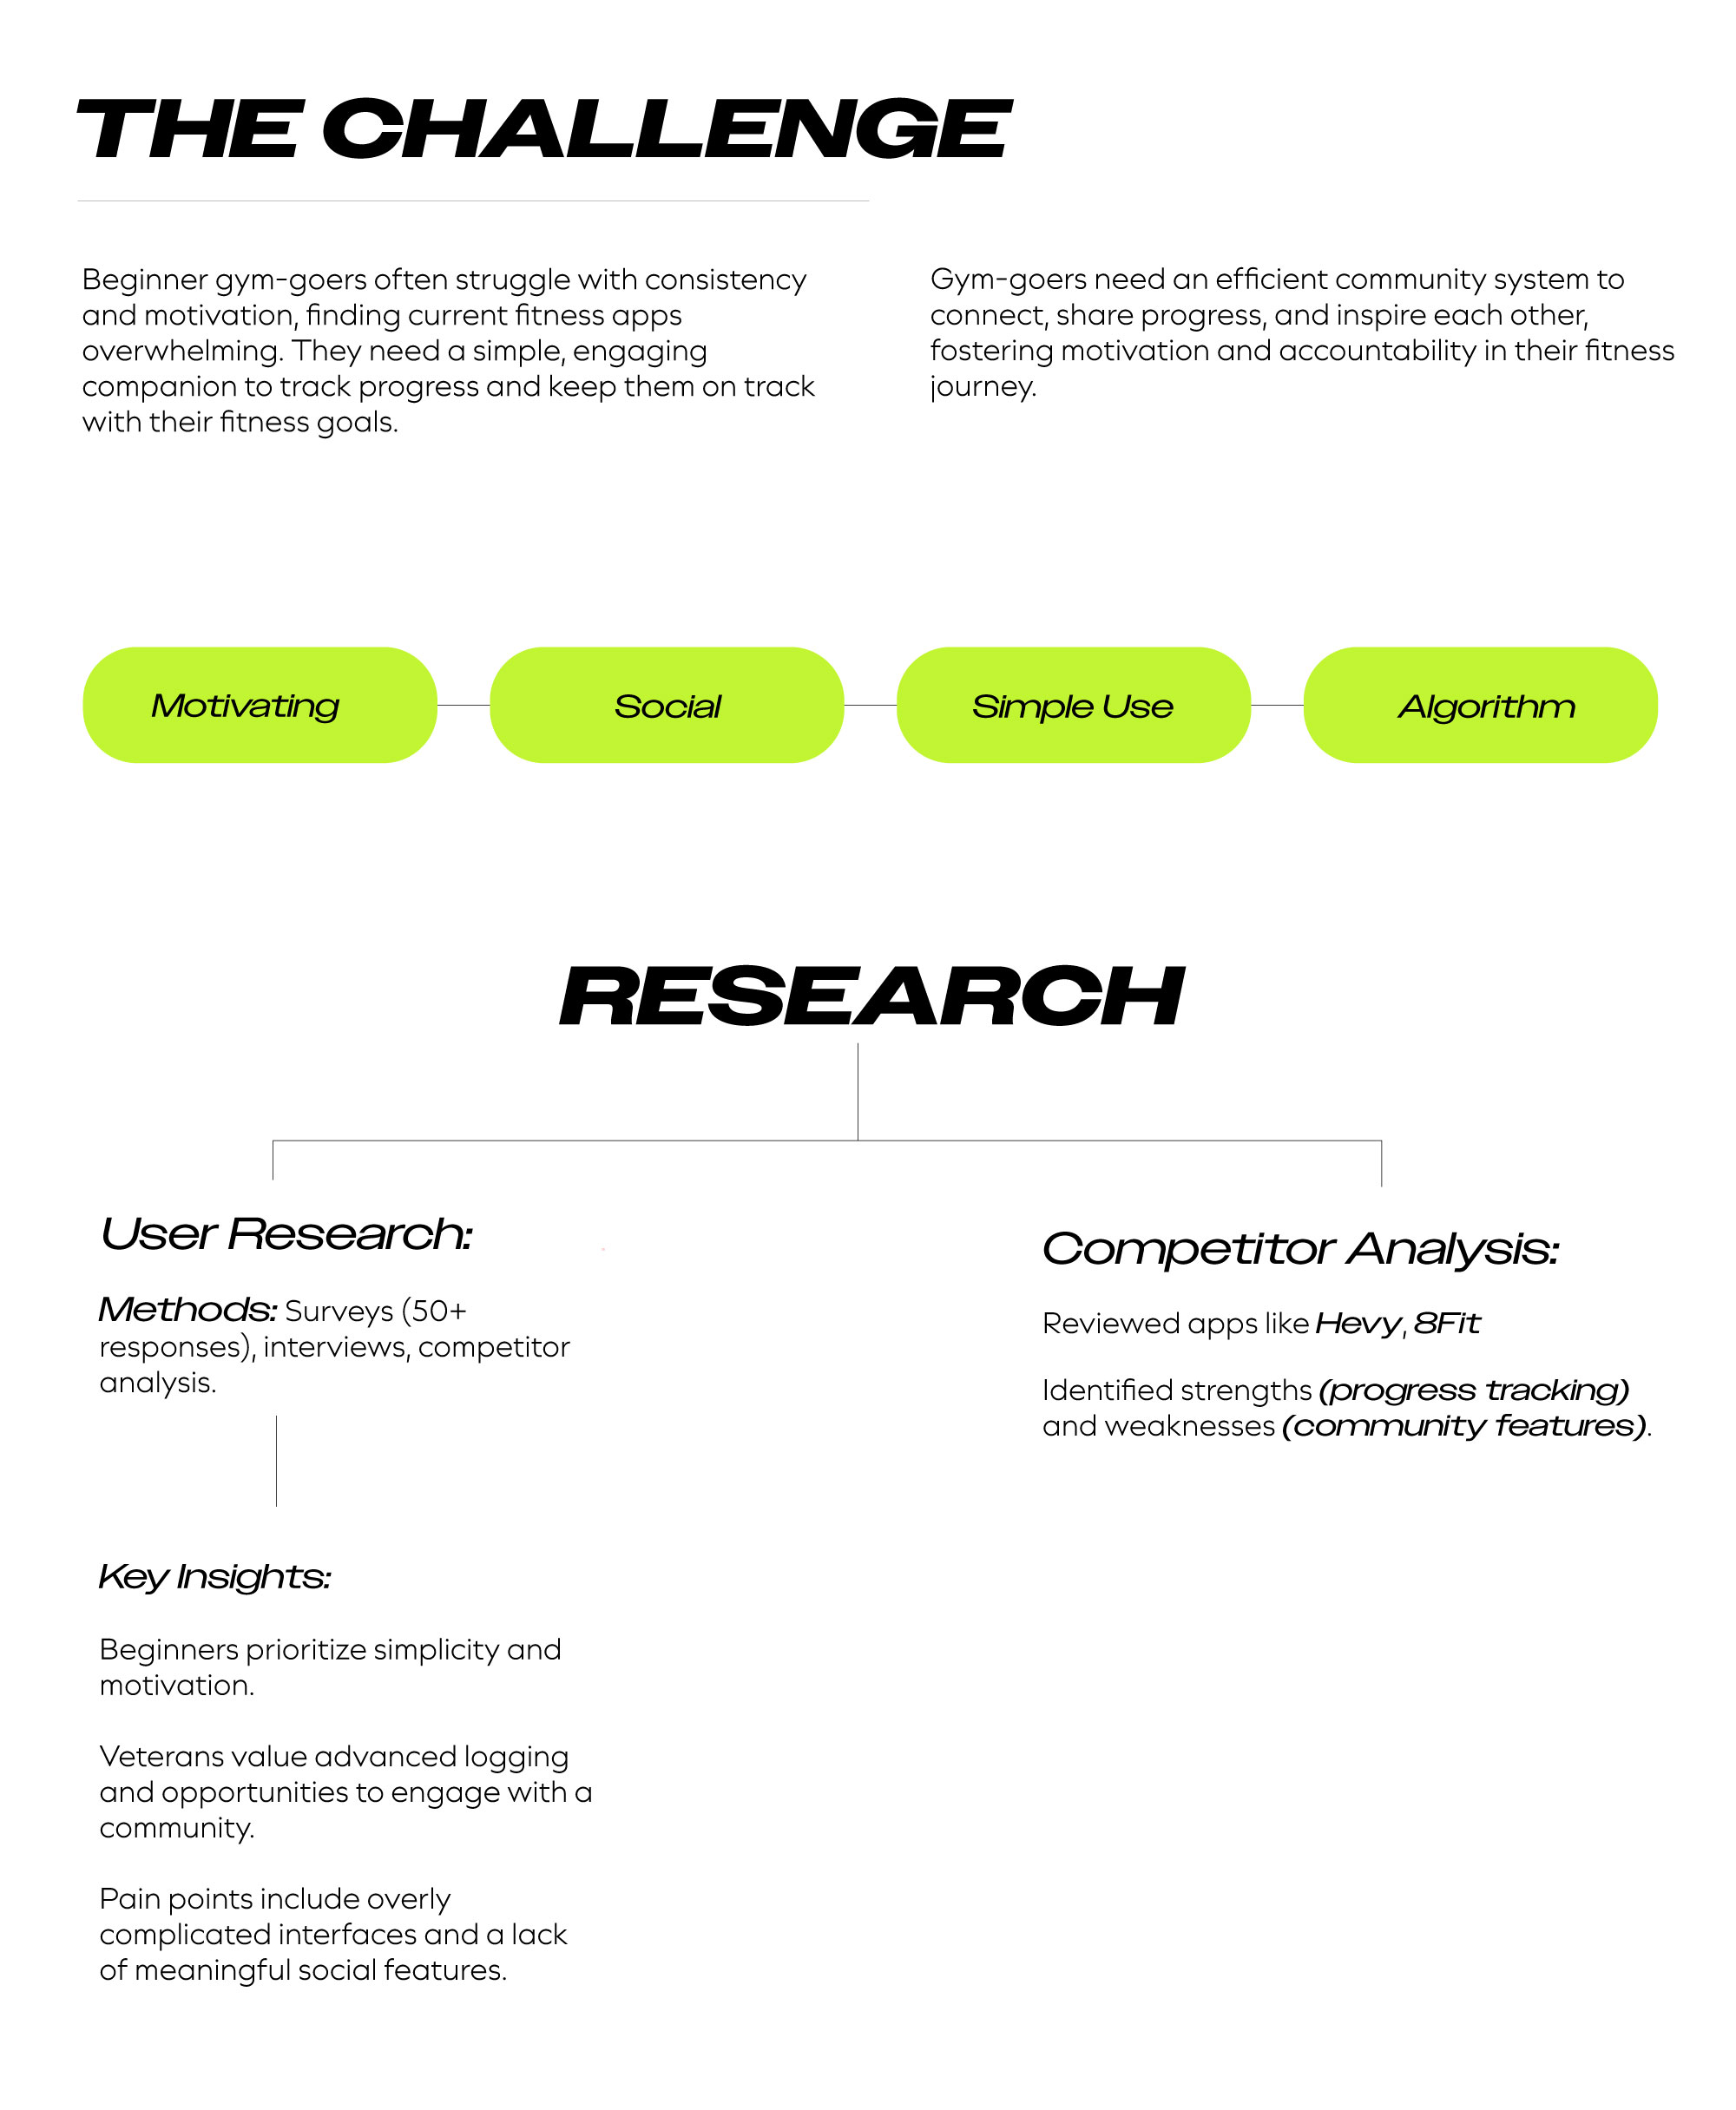 THE CHALLENGE
Beginner gym-goers often struggle with consistency
and motivation, finding current fitness apps
overwhelming. They need a simple, engaging
companion to track progress and keep them on track
with their fitness goals.
Gym-goers need an efficient community system to
connect, share progress, and inspire each other,
fostering motivation and accountability in their fitness
journey.
Motivating
Social
Simple Use
Algorithm
RESEARCH
User Research:
Methods: Surveys (50+
responses), interviews, competitor
analysis.
Key Insights:
Beginners prioritize simplicity and
motivation.
Veterans value advanced logging
and opportunities to engage with a
community.
Pain points include overly
complicated interfaces and a lack
of meaningful social features.
Competitor Analysis:
Reviewed apps like Hevy, 8Fit
Identified strengths (progress tracking)
and weaknesses (community features).